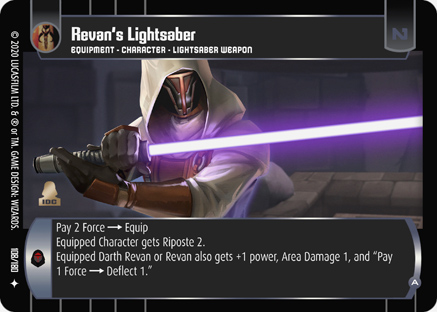 Revan's Lightsaber
EQUIPMENT - CHARACTER - LIGHTSABER WEAPON
N
IDC
Pay 2 Force → Equip
Equipped Character gets Riposte 2.
Equipped Darth Revan or Revan also gets +1 power, Area Damage 1, and “Pay
1 Force → Deflect 1.”
A
© 2020 LUCASFILM LTD. & ® or TM. GAME DESIGN: WIZARDS.